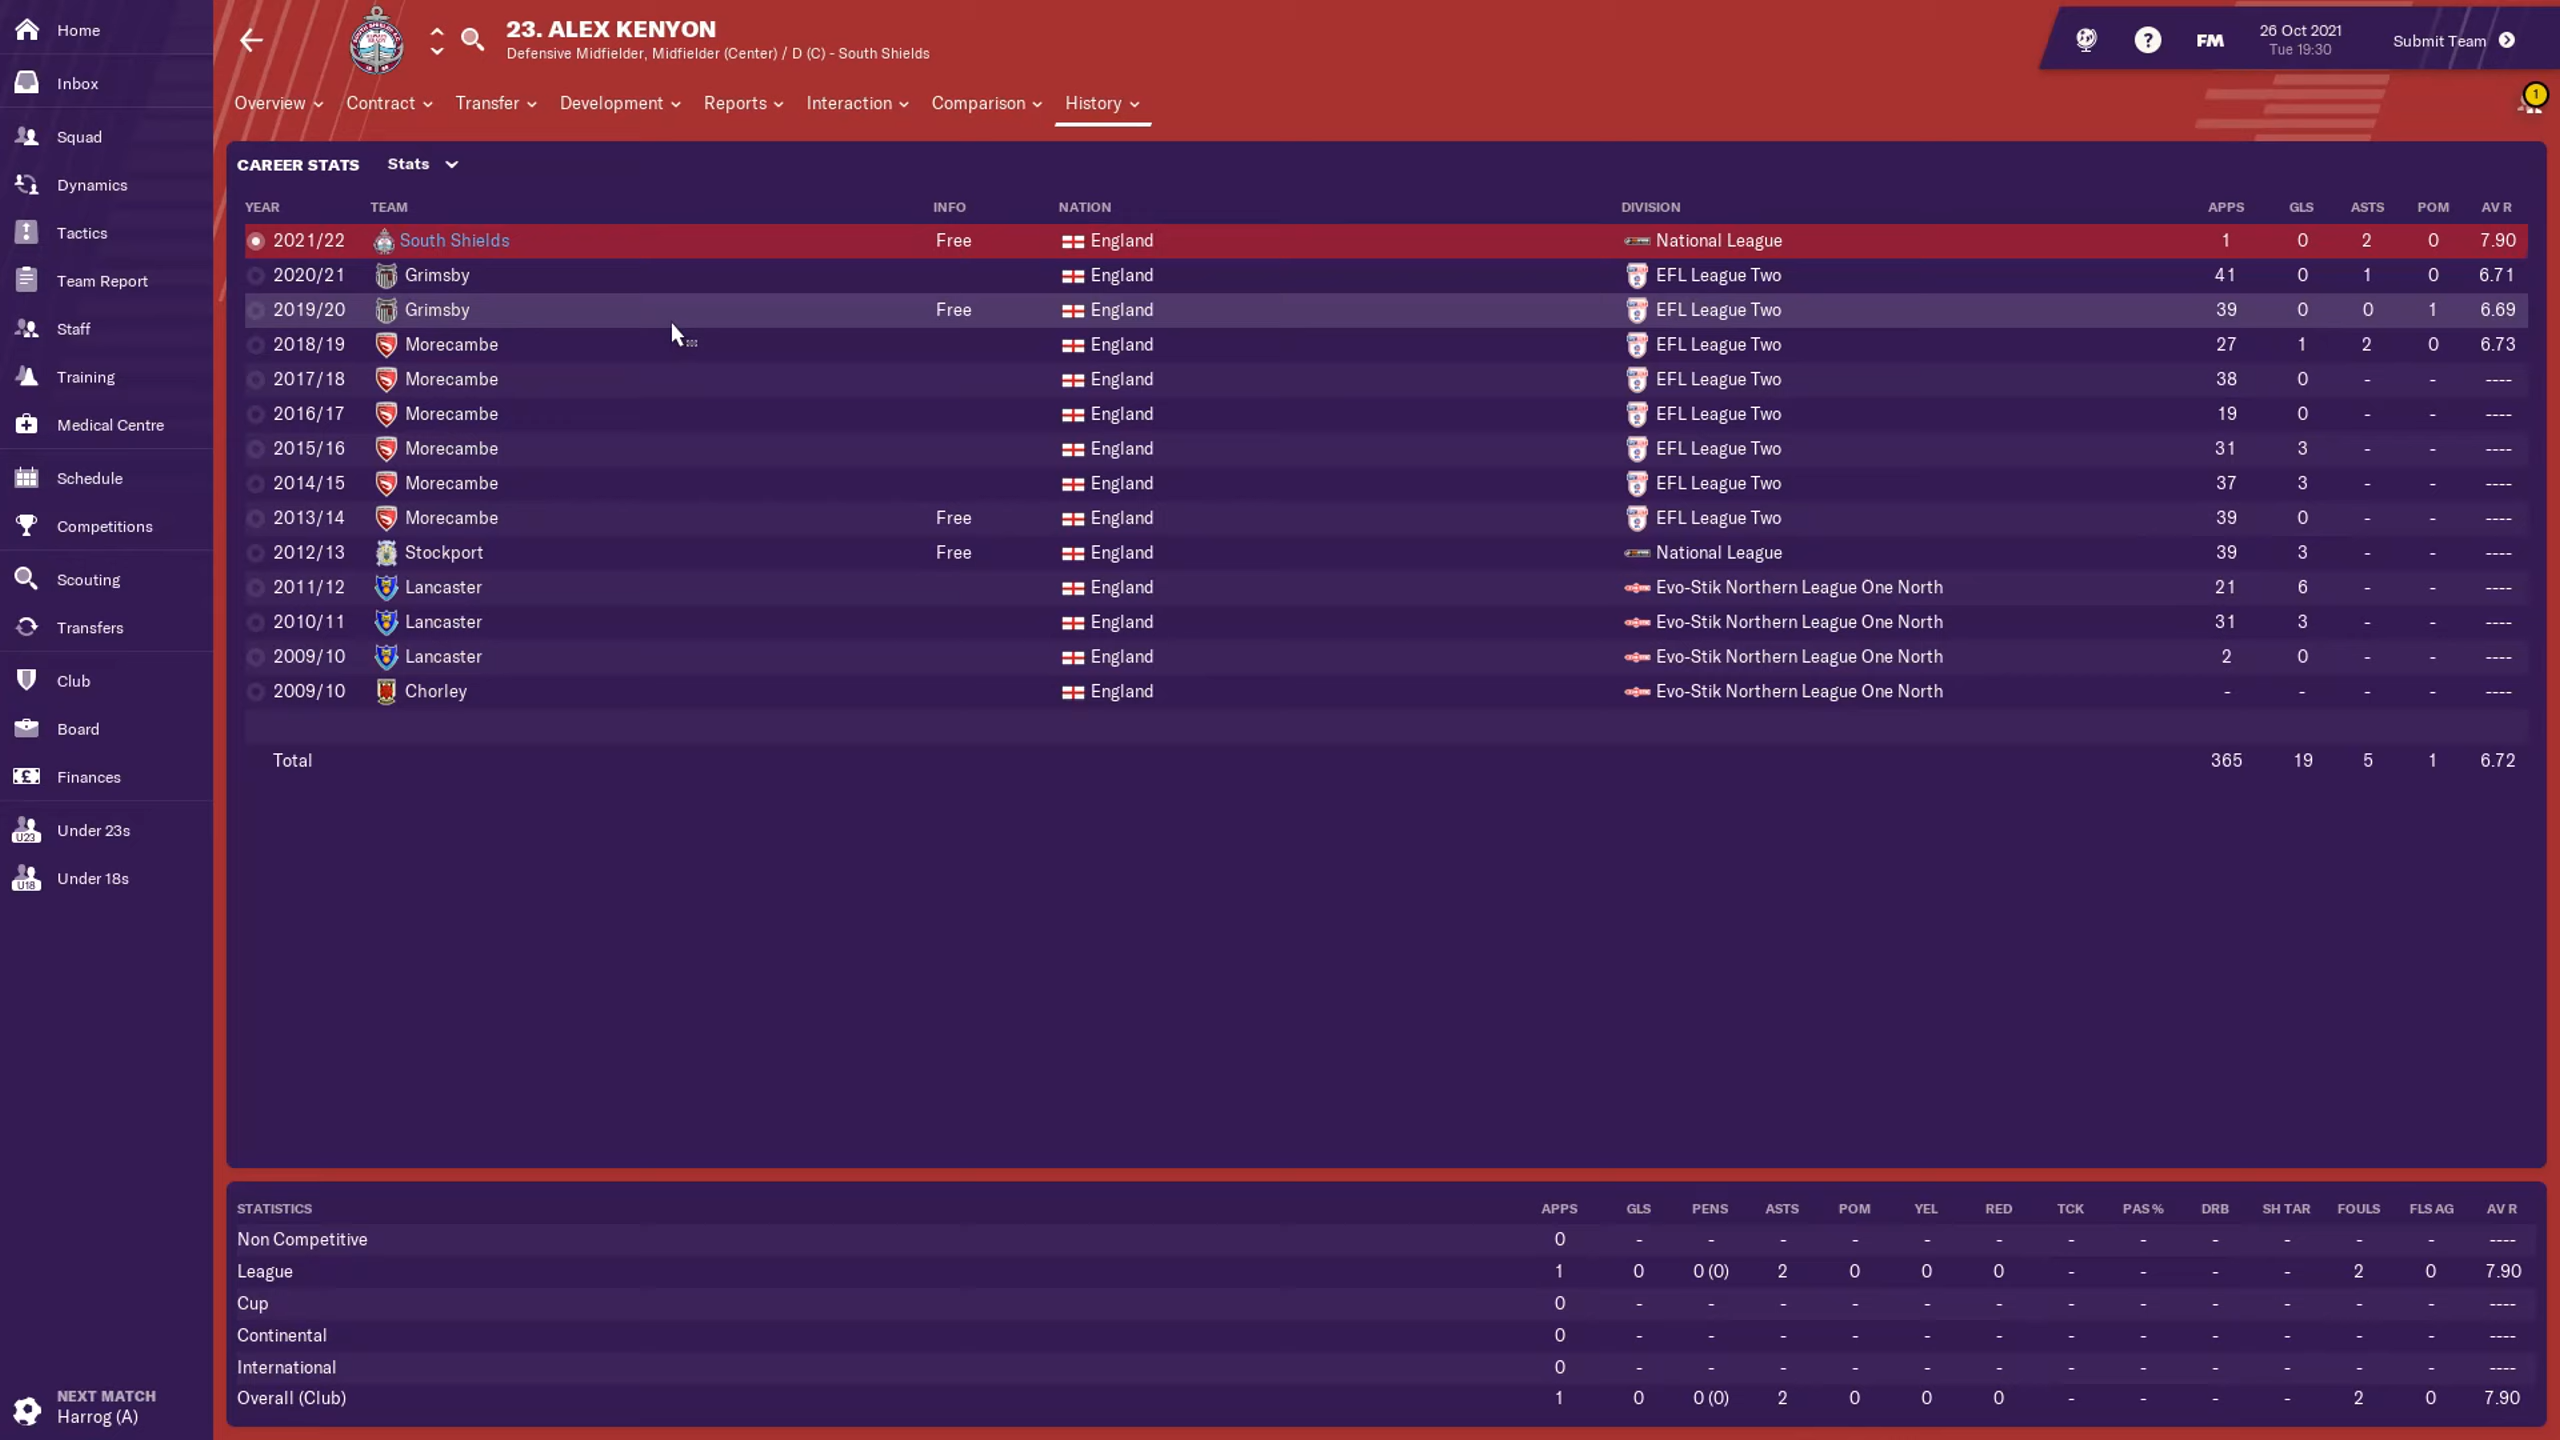 Home
Inbox
Squad
Dynamics
Tactics
Team Report
Staff
Training
Medical Centre
Schedule
Competitions
Scouting
Transfers
Club
Board
Finances
U23 Under 23s
U18 Under 18s
NEXT MATCH
Harrog (A)
23. ALEX KENYON
Defensive Midfielder, Midfielder (Center) / D (C) - South Shields
FM
26 Oct 2021
Tue 19:30
Submit Team
Overview Contract Transfer Development Reports Interaction Comparison History
1
CAREER STATS Stats
YEAR TEAM INFO NATION DIVISION APPS GLS ASTS POM AV R
2021/22 South Shields Free England National League 1 0 2 0 7.90
2020/21 Grimsby England EFL League Two 41 0 1 0 6.71
2019/20 Grimsby Free England EFL League Two 39 0 0 1 6.69
2018/19 Morecambe England EFL League Two 27 1 2 0 6.73
2017/18 Morecambe England EFL League Two 38 0 - - ----
2016/17 Morecambe England EFL League Two 19 0 - - ----
2015/16 Morecambe England EFL League Two 31 3 - - ----
2014/15 Morecambe England EFL League Two 37 3 - - ----
2013/14 Morecambe Free England EFL League Two 39 0 - - ----
2012/13 Stockport Free England National League 39 3 - - ----
2011/12 Lancaster England Evo-Stik Northern League One North 21 6 - - ----
2010/11 Lancaster England Evo-Stik Northern League One North 31 3 - - ----
2009/10 Lancaster England Evo-Stik Northern League One North 2 0 - - ----
2009/10 Chorley England Evo-Stik Northern League One North - - - - ----
Total 365 19 5 1 6.72
STATISTICS APPS GLS PENS ASTS POM YEL RED TCK PAS % DRB SH TAR FOULS FLS AG AV R
Non Competitive 0 - - - - - - - - - - - - ----
League 1 0 0 (0) 2 0 0 0 - - - - 2 0 7.90
Cup 0 - - - - - - - - - - - - ----
Continental 0 - - - - - - - - - - - - ----
International 0 - - - - - - - - - - - - ----
Overall (Club) 1 0 0 (0) 2 0 0 0 - - - - 2 0 7.90